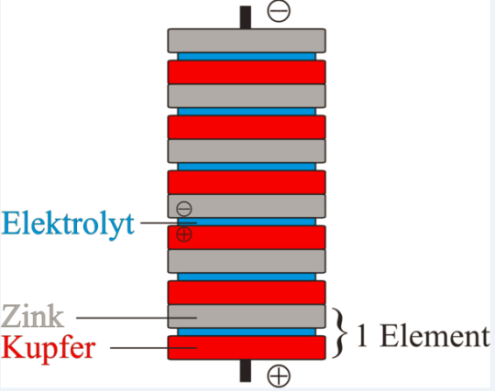 ⊖
⊖
Elektrolyt
⊕
Zink
Kupfer
1 Element
⊕